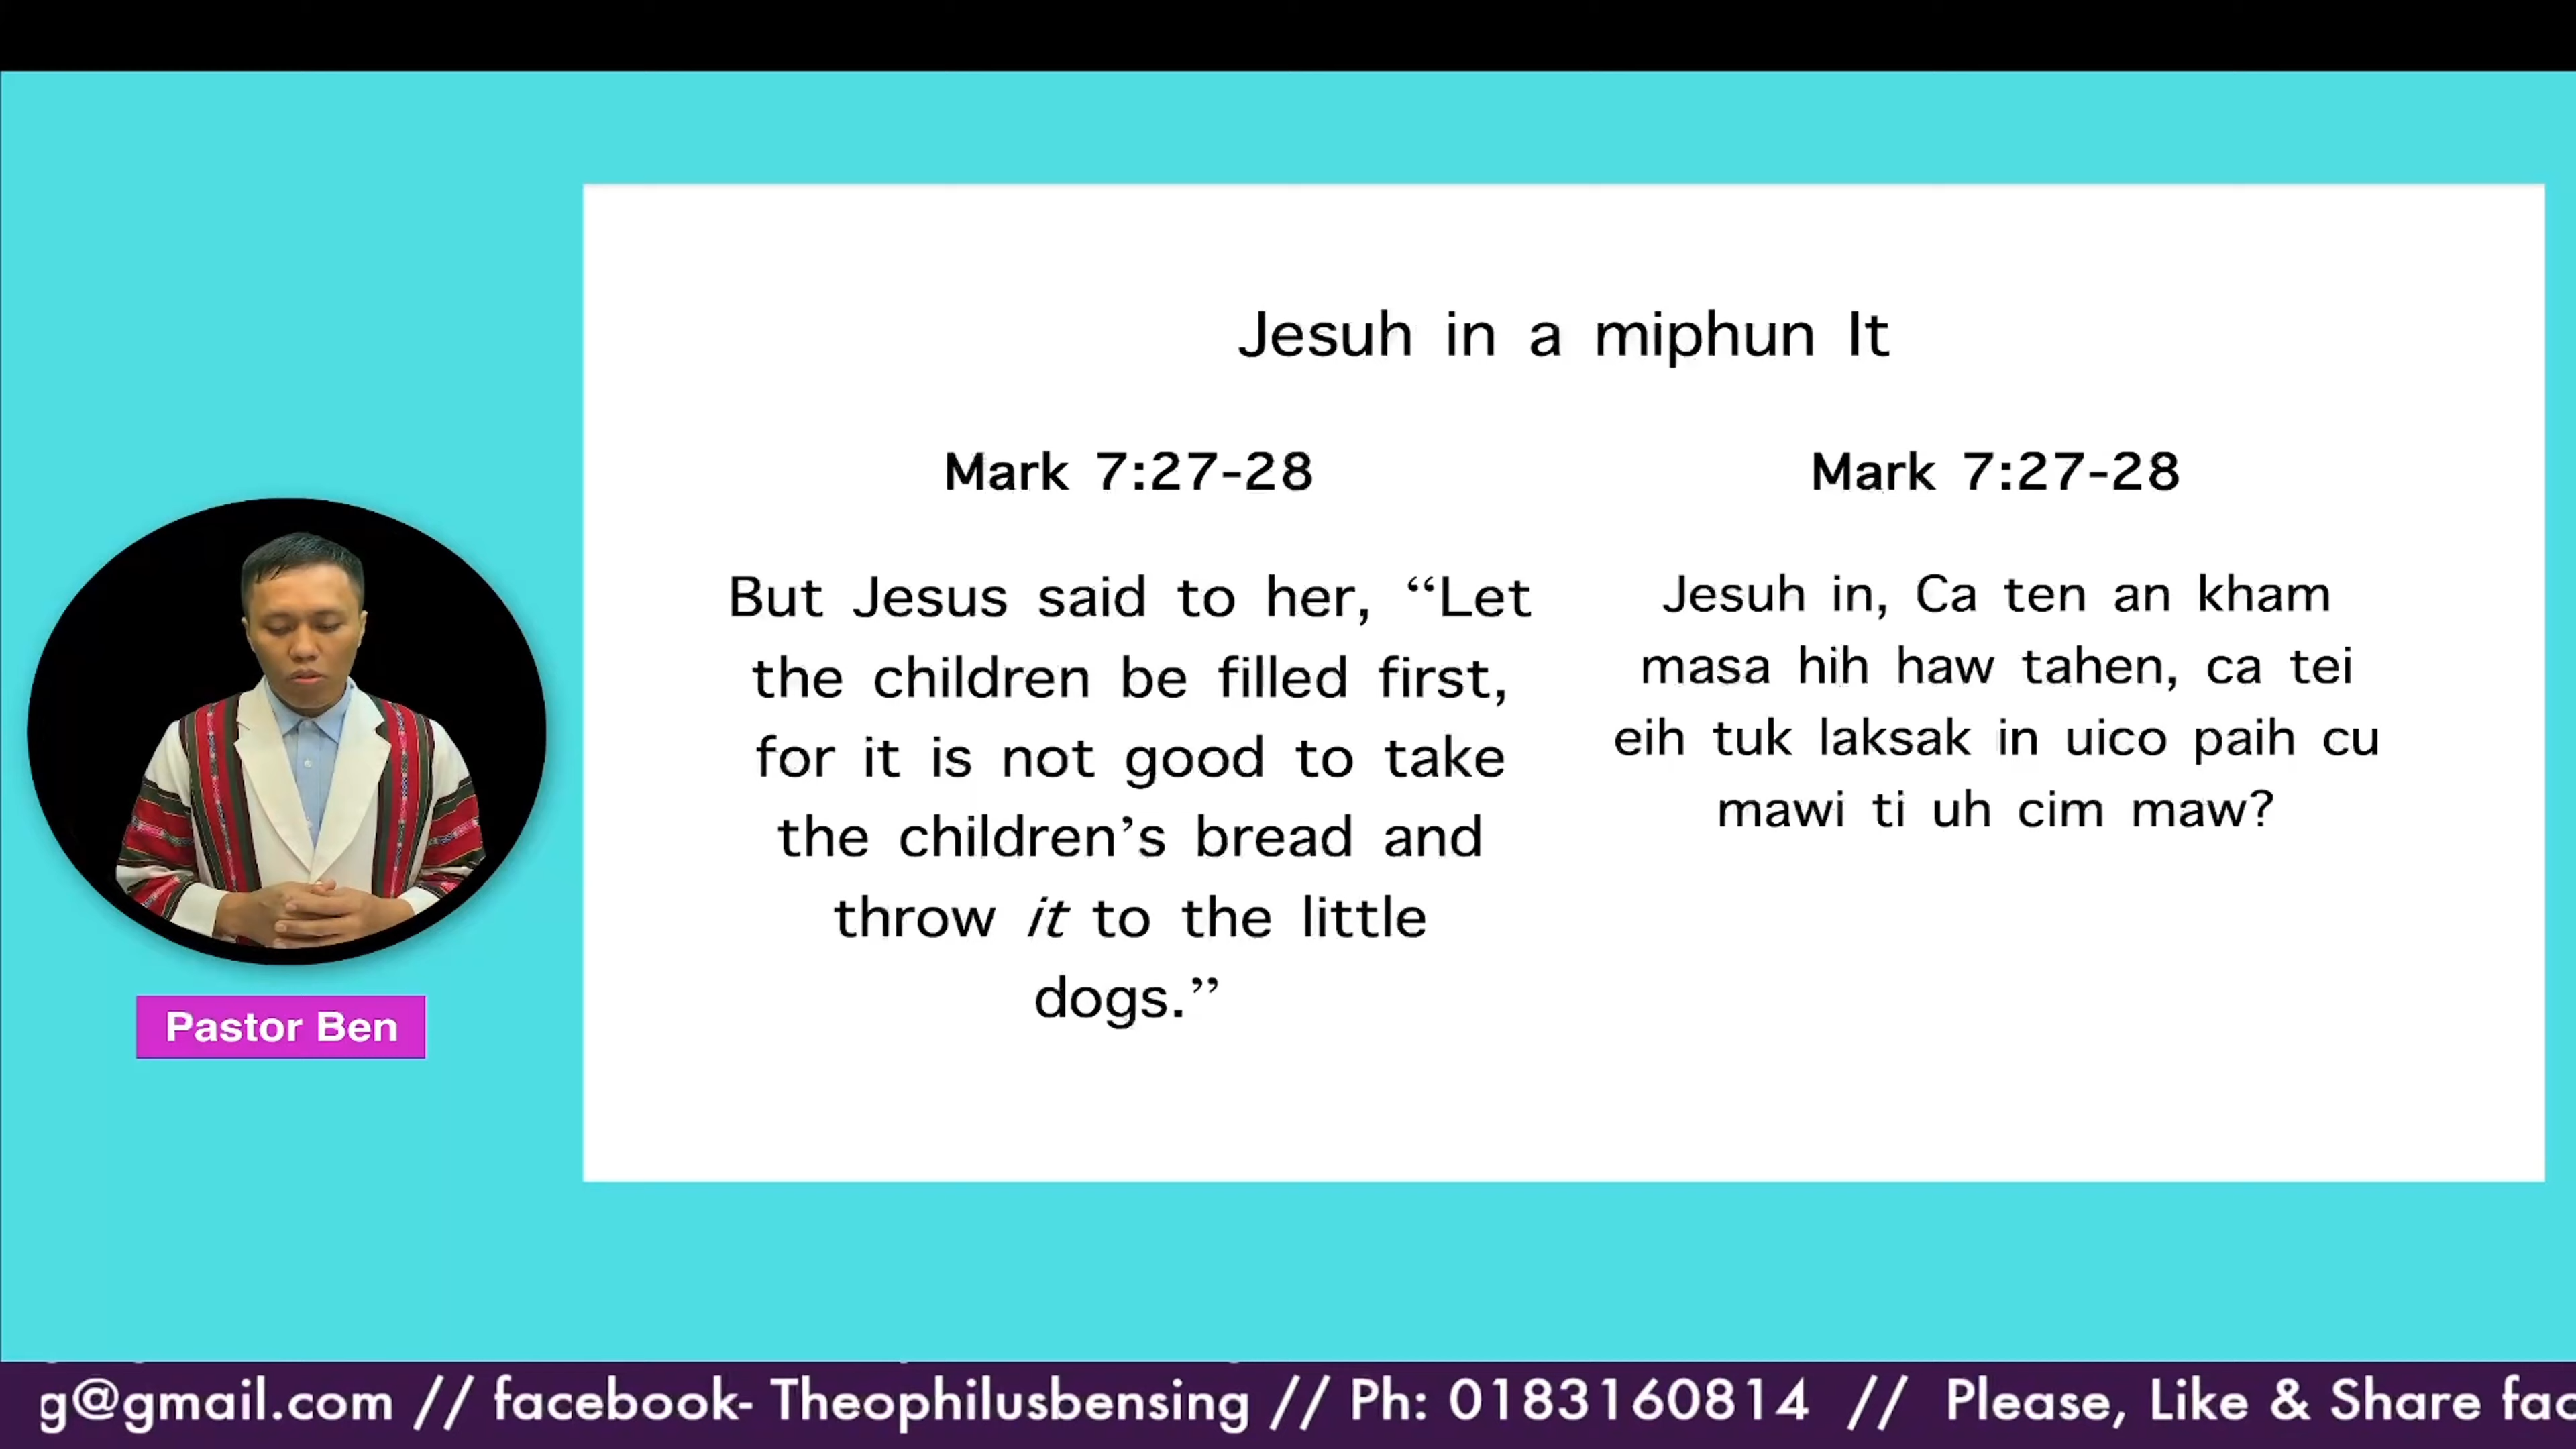 Jesuh in a miphun It
Mark 7:27-28
But Jesus said to her, “Let
the children be filled first,
for it is not good to take
the children’s bread and
throw it to the little
dogs.”
Mark 7:27-28
Jesuh in, Ca ten an kham
masa hih haw tahen, ca tei
eih tuk laksak in uico paih cu
mawi ti uh cim maw?
Pastor Ben
g@gmail.com // facebook- Theophilusbensing // Ph: 0183160814 // Please, Like & Share fac